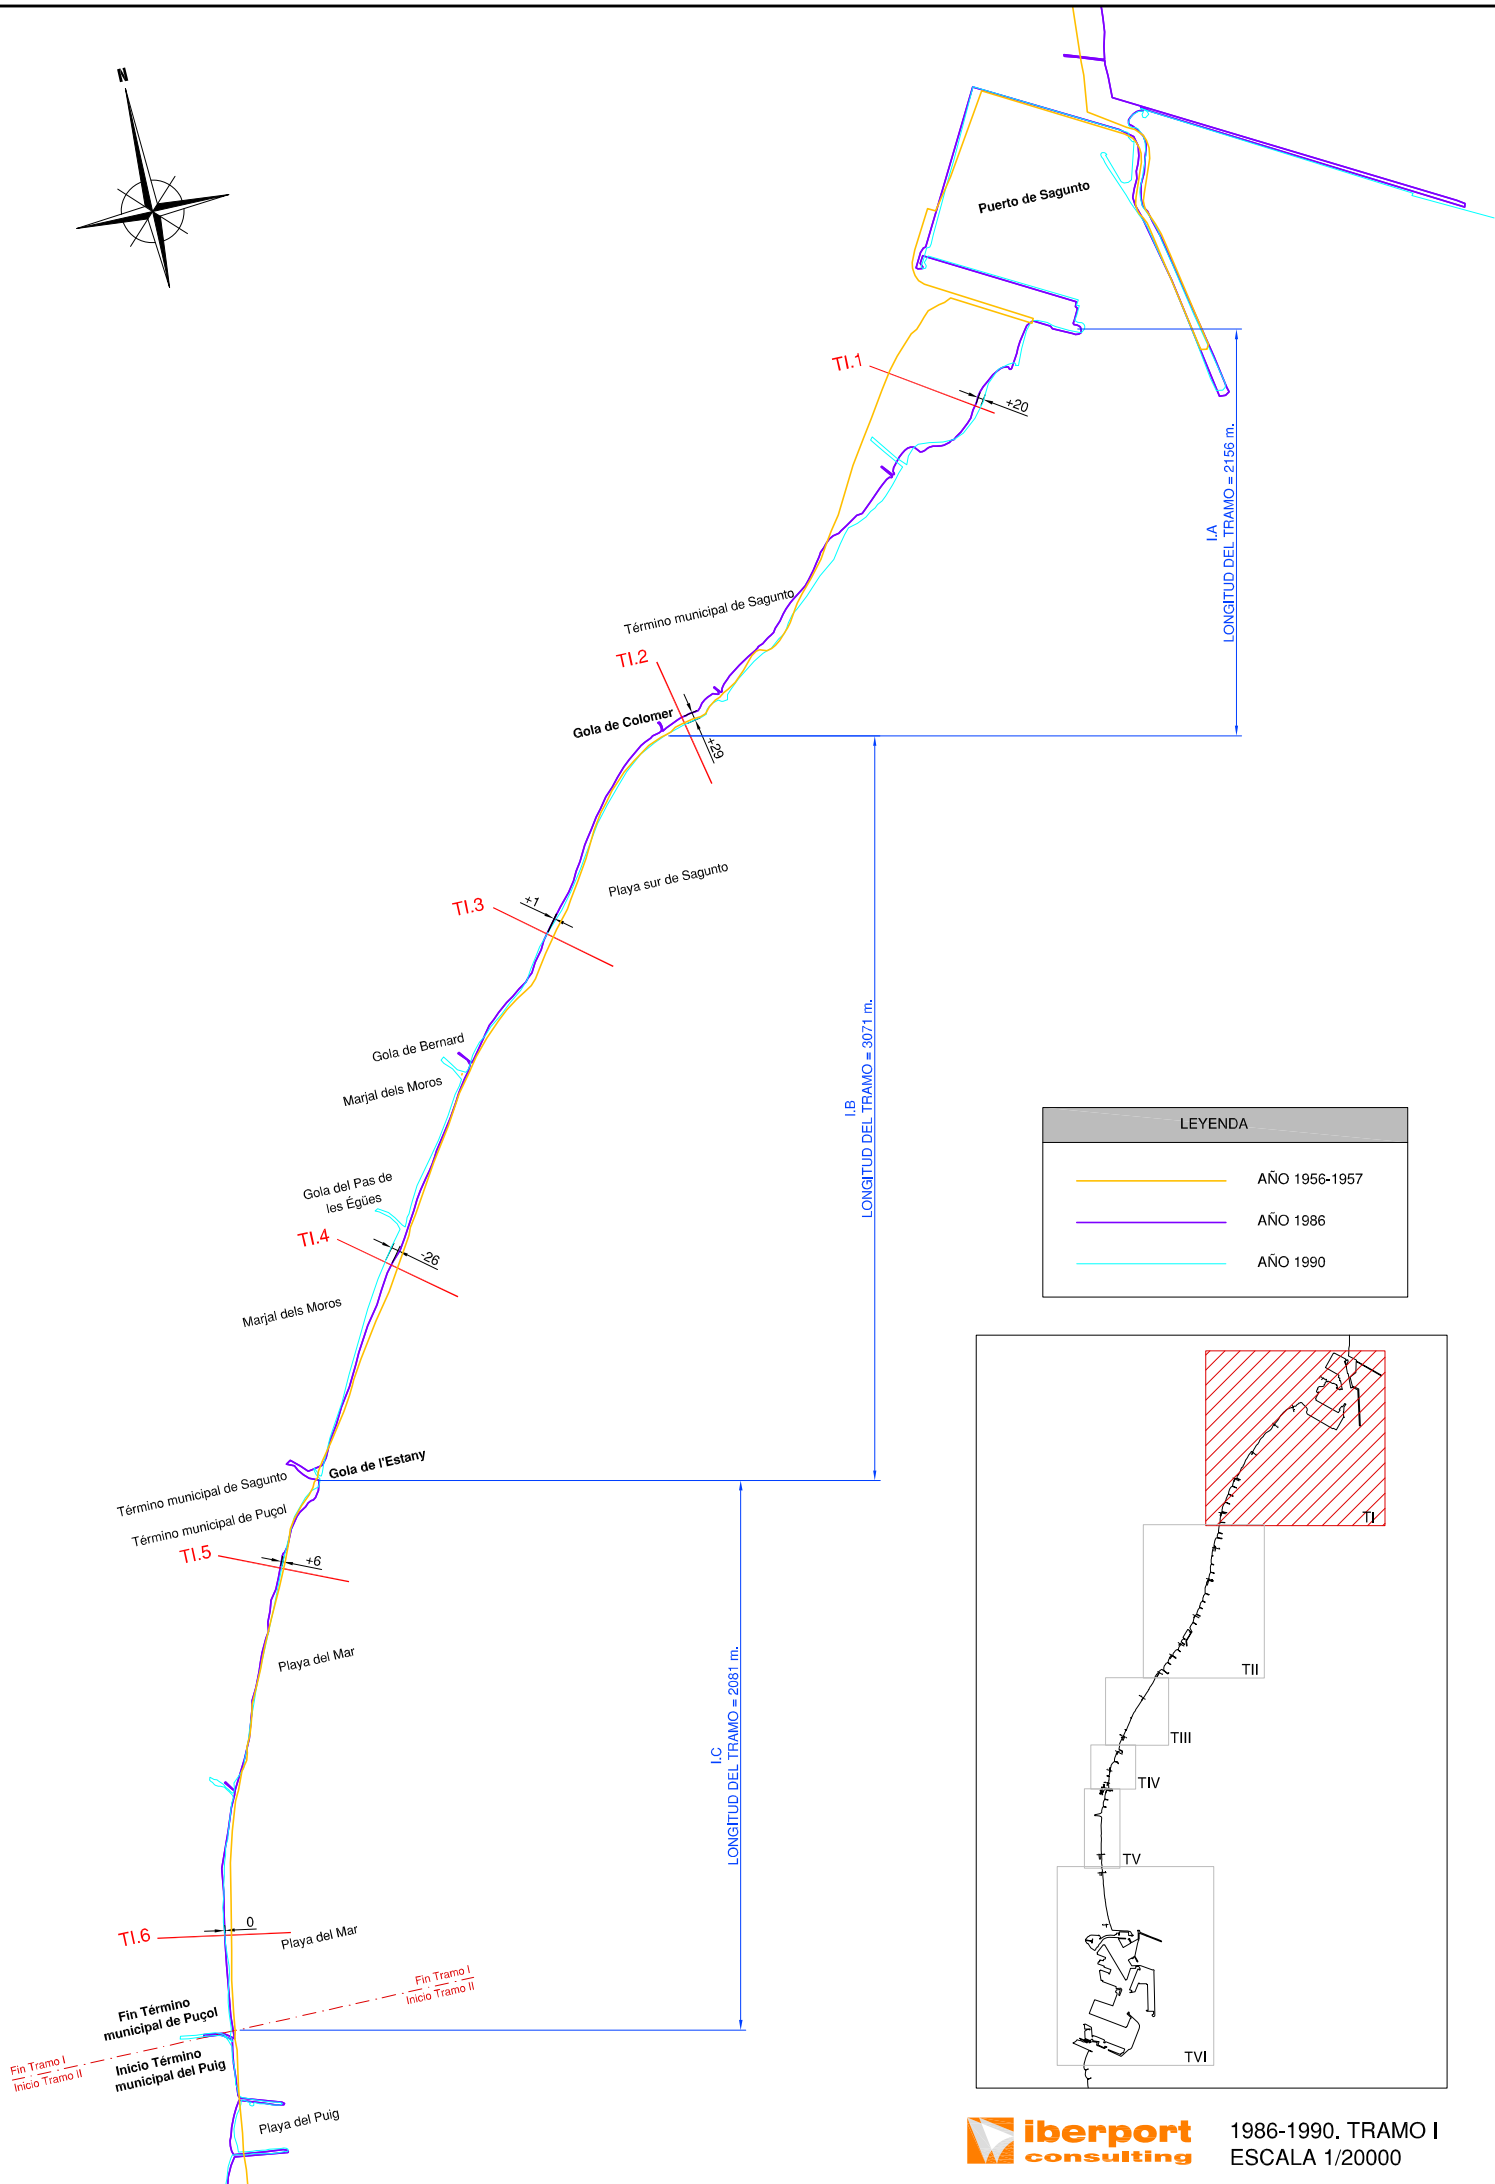 N
Puerto de Sagunto
TI.1
+20
I.A
LONGITUD DEL TRAMO = 2156 m.
Término municipal de Sagunto
TI.2
Gola de Colomer
+29
Playa sur de Sagunto
TI.3
+1
I.B
LONGITUD DEL TRAMO = 3071 m.
Gola de Bernard
Marjal dels Moros
Gola del Pas de
les Égües
TI.4
-26
Marjal dels Moros
LEYENDA
AÑO 1956-1957
AÑO 1986
AÑO 1990
Gola de l'Estany
Término municipal de Sagunto
Término municipal de Puçol
TI.5
+6
Playa del Mar
I.C
LONGITUD DEL TRAMO = 2081 m.
TI.6
0
Playa del Mar
Fin Tramo I
Inicio Tramo II
Fin Término
municipal de Puçol
Fin Tramo I
Inicio Tramo II
Inicio Término
municipal del Puig
Playa del Puig
TI
TII
TIII
TIV
TV
TVI
iberport
consulting
1986-1990. TRAMO I
ESCALA 1/20000